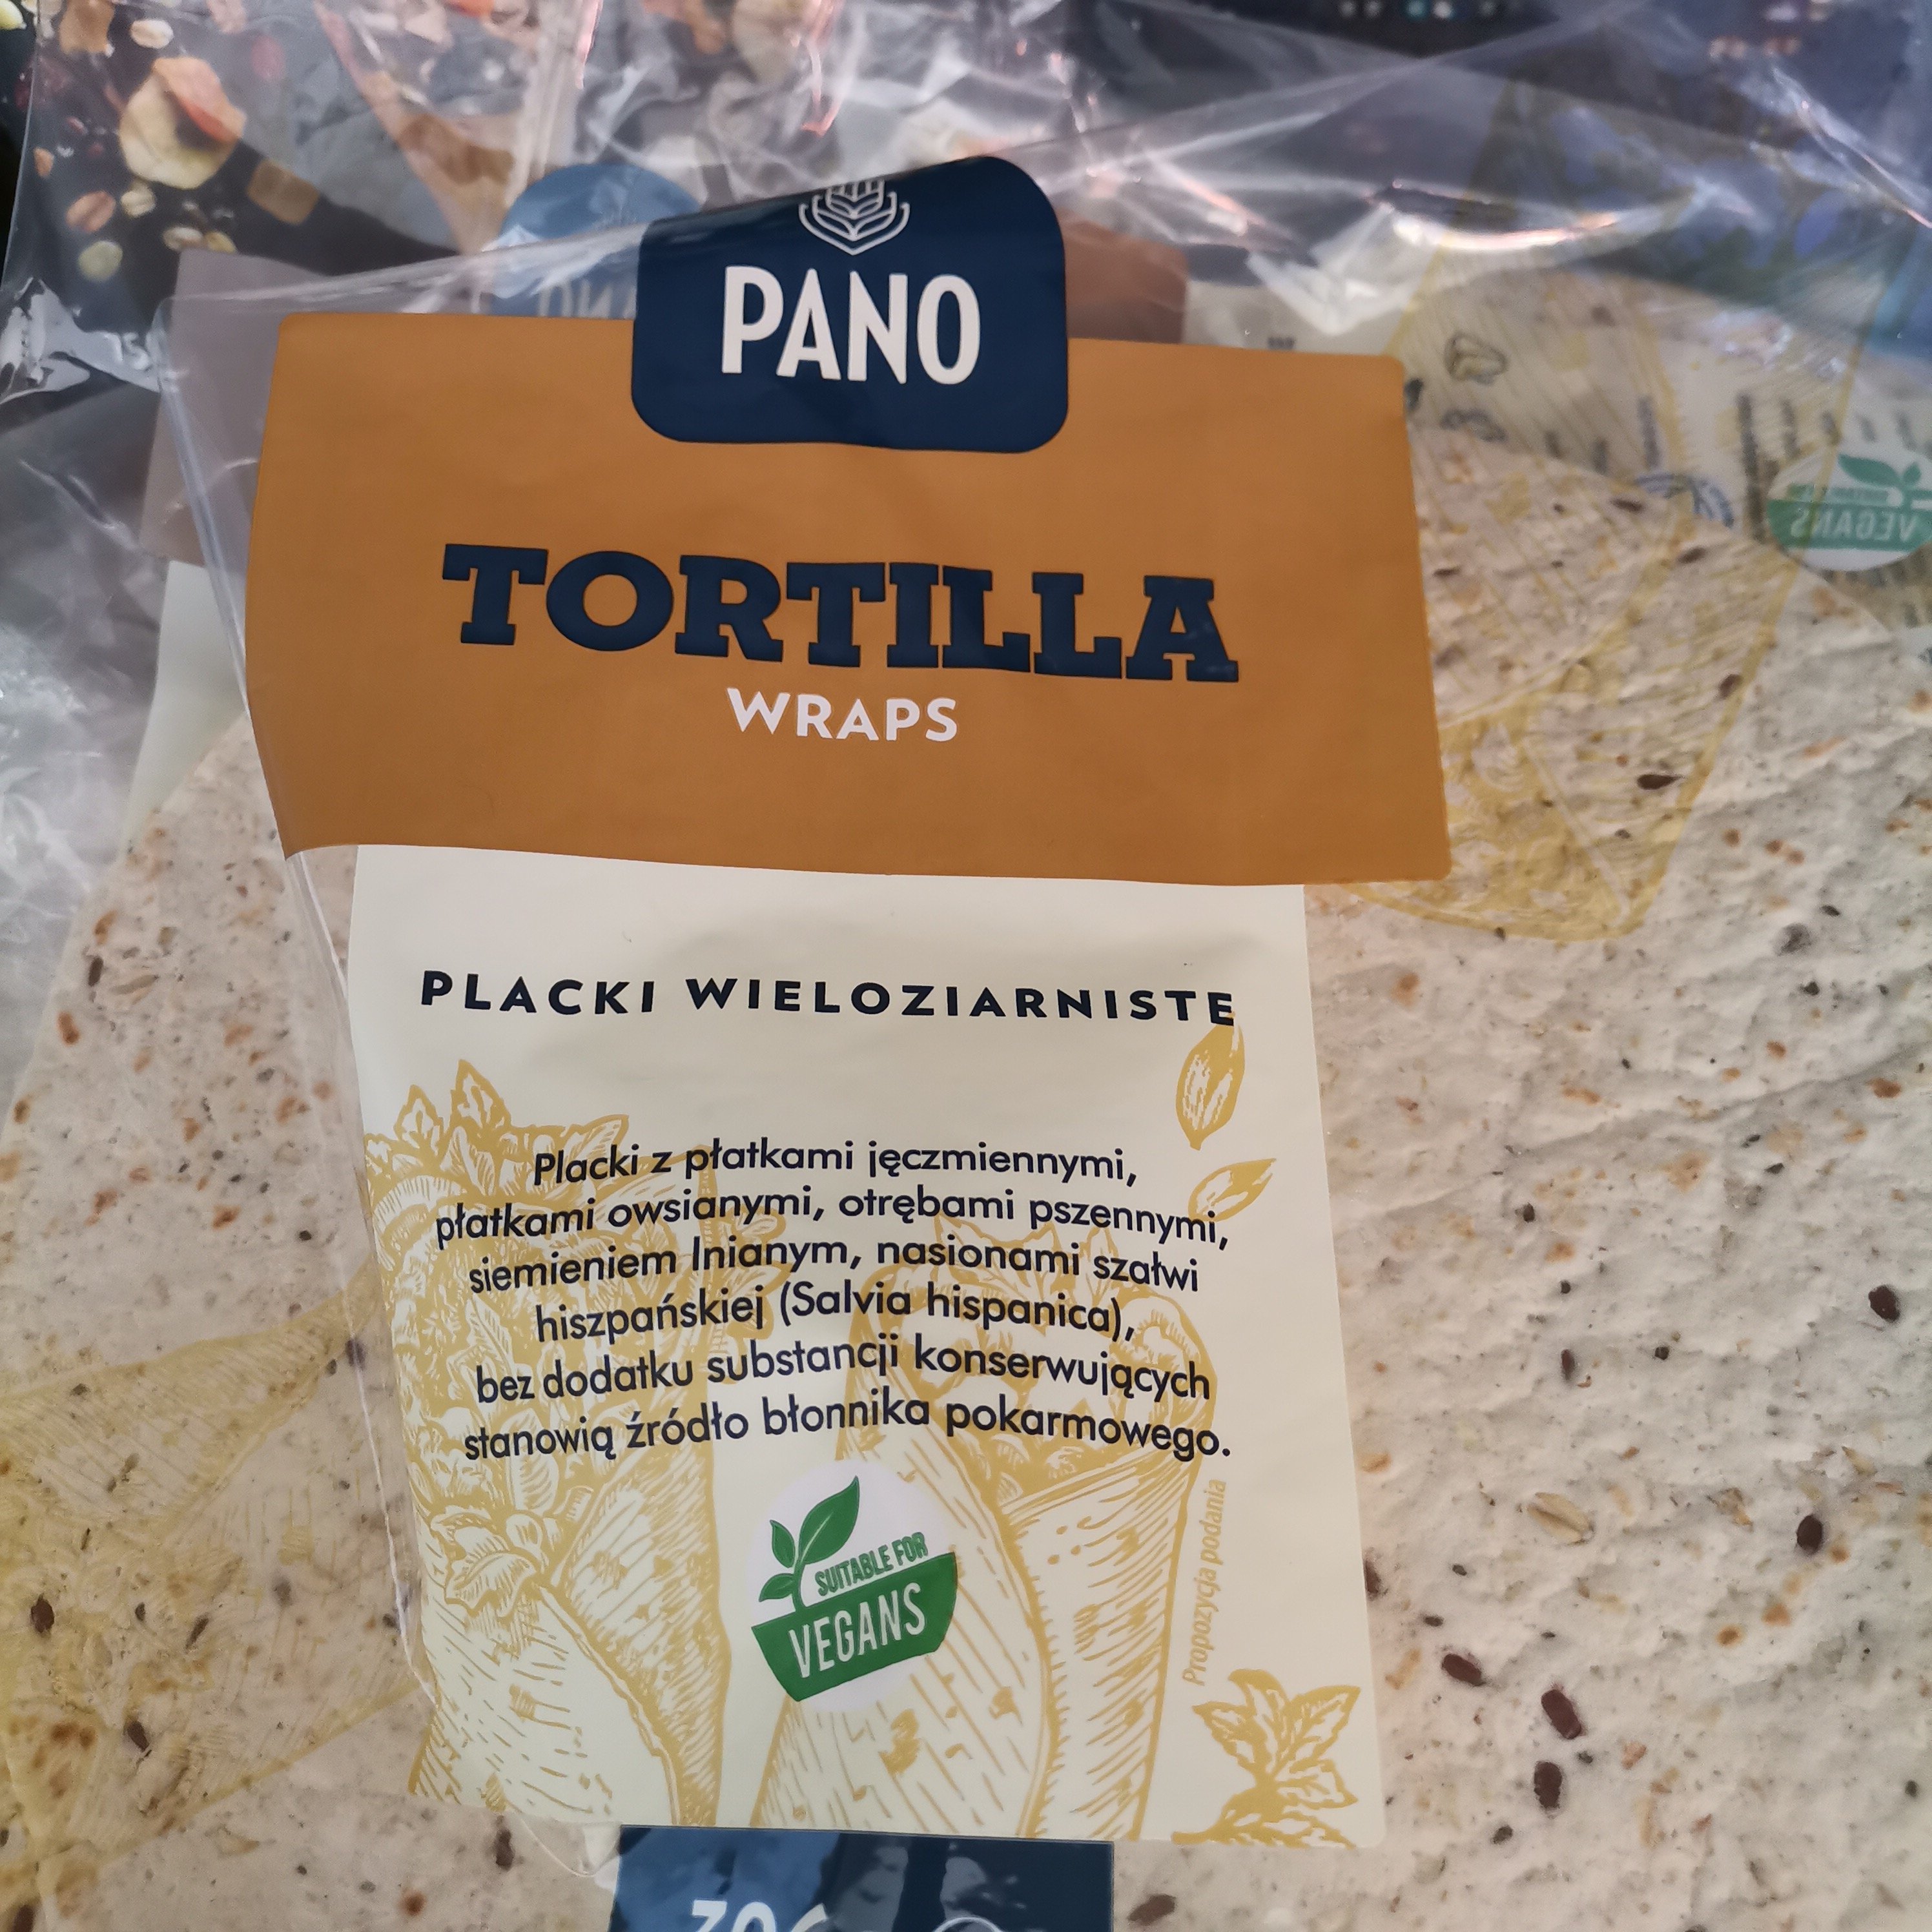 PANO
TORTILLA
WRAPS
PLACKI WIELOZIARNISTE
Placki z płatkami jęczmiennymi,
płatkami owsianymi, otrębami pszennymi,
siemieniem lnianym, nasionami szałwi
hiszpańskiej (Salvia hispanica),
bez dodatku substancji konserwujących
stanowią źródło błonnika pokarmowego.
SUITABLE FOR
VEGANS
Propozycja podania
VEGANS